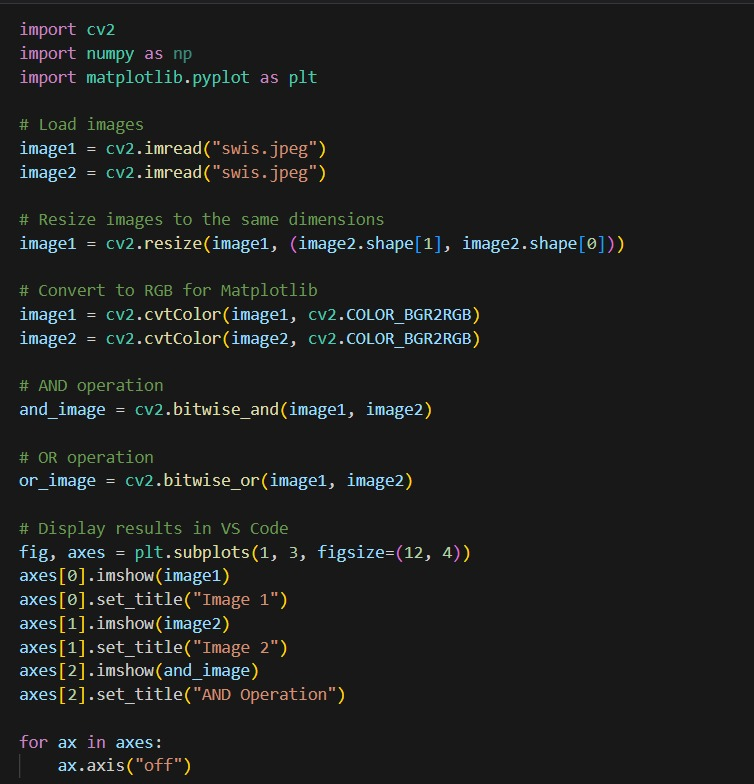 import cv2
import numpy as np
import matplotlib.pyplot as plt

# Load images
image1 = cv2.imread("swis.jpeg")
image2 = cv2.imread("swis.jpeg")

# Resize images to the same dimensions
image1 = cv2.resize(image1, (image2.shape[1], image2.shape[0]))

# Convert to RGB for Matplotlib
image1 = cv2.cvtColor(image1, cv2.COLOR_BGR2RGB)
image2 = cv2.cvtColor(image2, cv2.COLOR_BGR2RGB)

# AND operation
and_image = cv2.bitwise_and(image1, image2)

# OR operation
or_image = cv2.bitwise_or(image1, image2)

# Display results in VS Code
fig, axes = plt.subplots(1, 3, figsize=(12, 4))
axes[0].imshow(image1)
axes[0].set_title("Image 1")
axes[1].imshow(image2)
axes[1].set_title("Image 2")
axes[2].imshow(and_image)
axes[2].set_title("AND Operation")

for ax in axes:
    ax.axis("off")